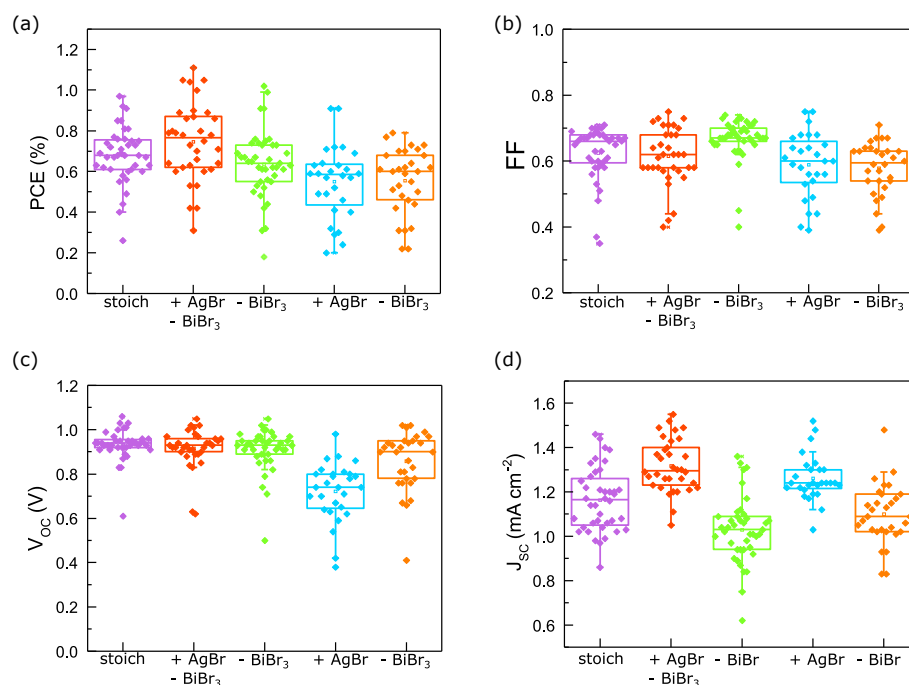 (a)
PCE (%)
1.2
1.0
0.8
0.6
0.4
0.2
0.0
stoich + AgBr - BiBr₃ + AgBr - BiBr₃
- BiBr₃
(b)
FF
1.0
0.8
0.6
0.4
0.2
stoich + AgBr - BiBr₃ + AgBr - BiBr₃
- BiBr₃
(c)
V_OC (V)
1.2
1.0
0.8
0.6
0.4
0.2
0.0
stoich + AgBr - BiBr₃ + AgBr - BiBr₃
- BiBr₃
(d)
J_SC (mA cm⁻²)
1.6
1.4
1.2
1.0
0.8
0.6
stoich + AgBr - BiBr + AgBr - BiBr
- BiBr₃